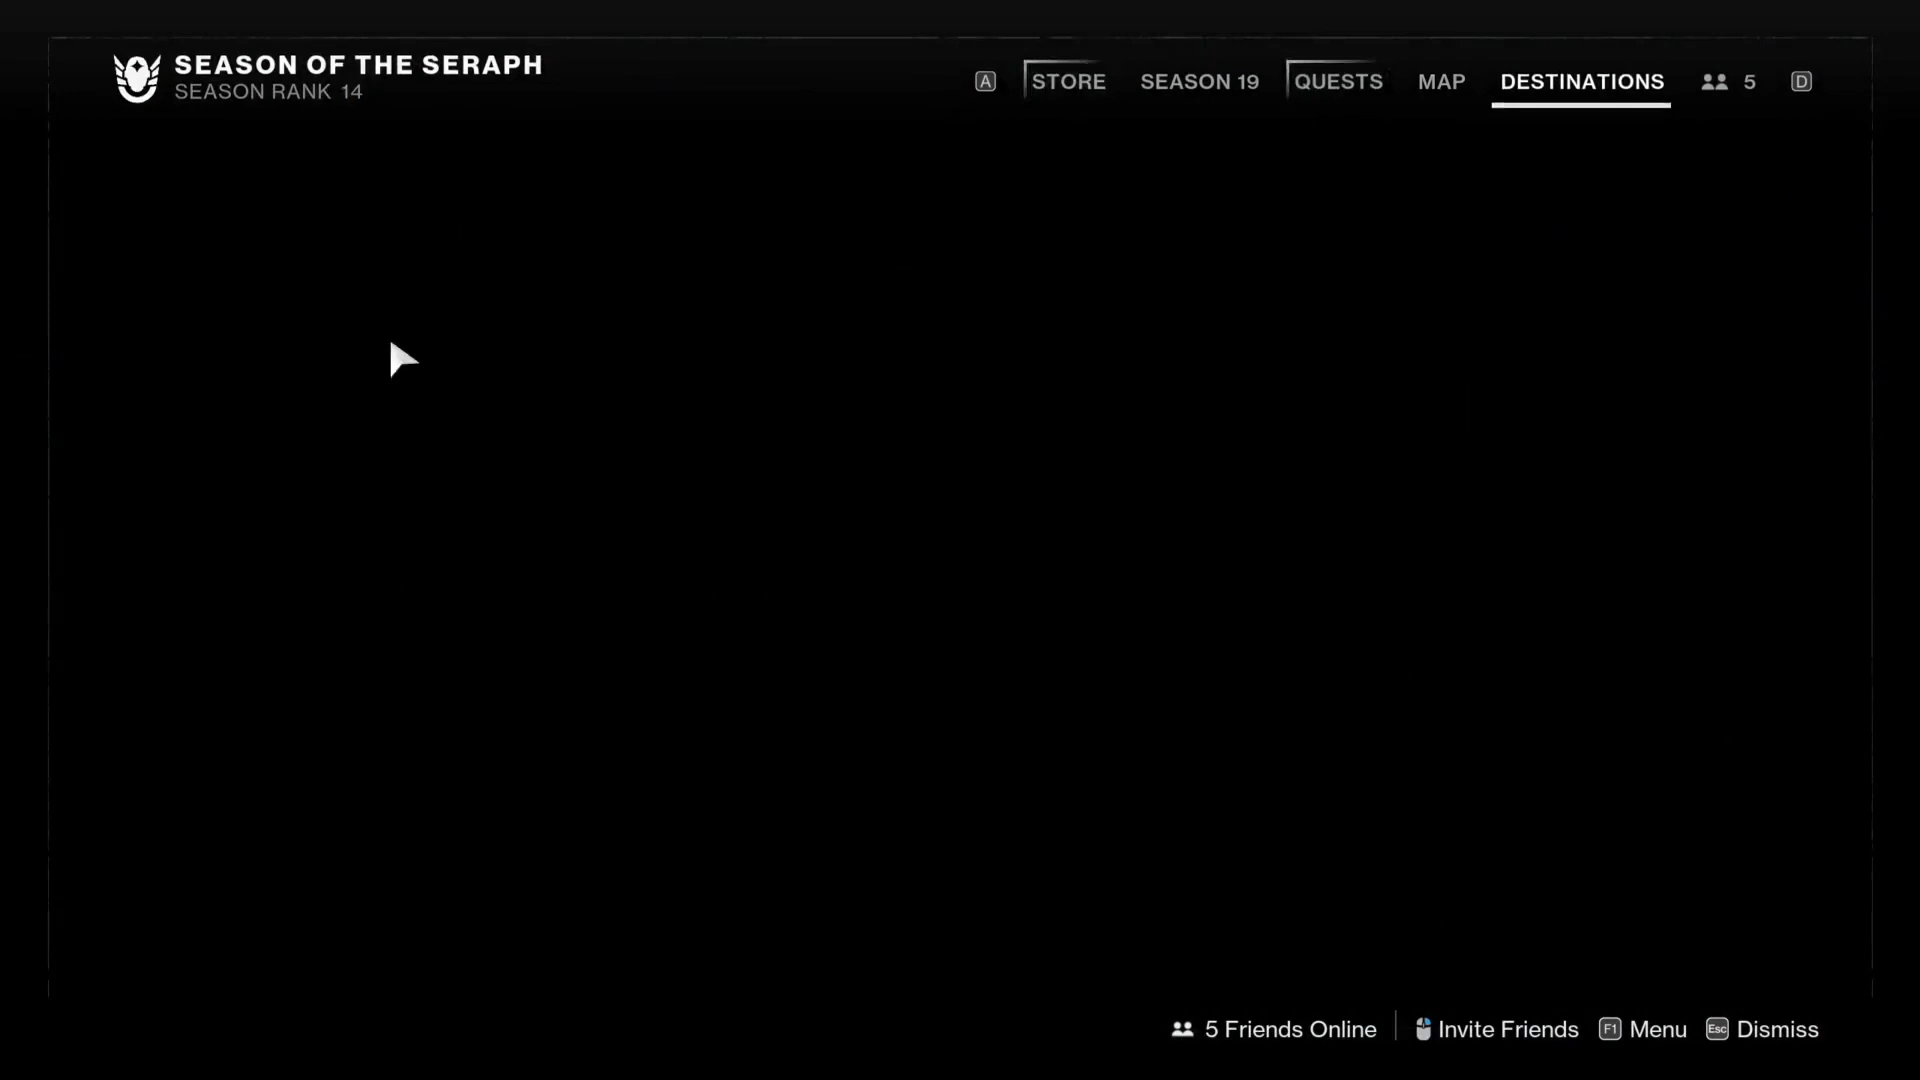 SEASON OF THE SERAPH
SEASON RANK 14
A STORE SEASON 19 QUESTS MAP DESTINATIONS 5 D
5 Friends Online Invite Friends F1 Menu Esc Dismiss